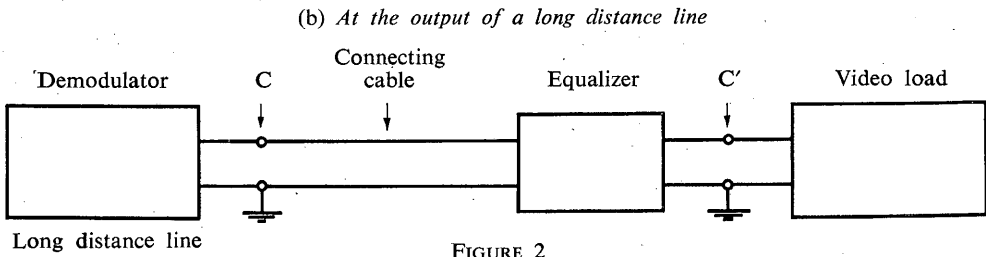 (b) At the output of a long distance line
Connecting
Demodulator C cable Equalizer C′ Video load
Long distance line
FIGURE 2